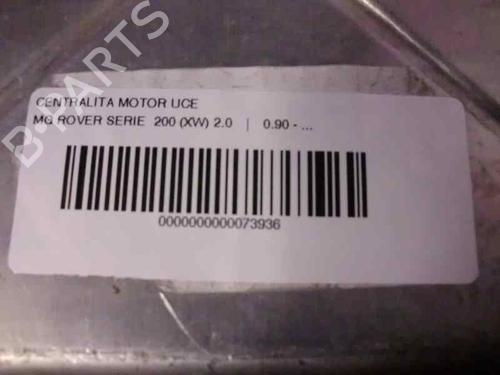 B-PARTS
CENTRALITA MOTOR UCE
MG ROVER SERIE 200 (XW) 2.0 | 0.90 - ...
0000000000073936